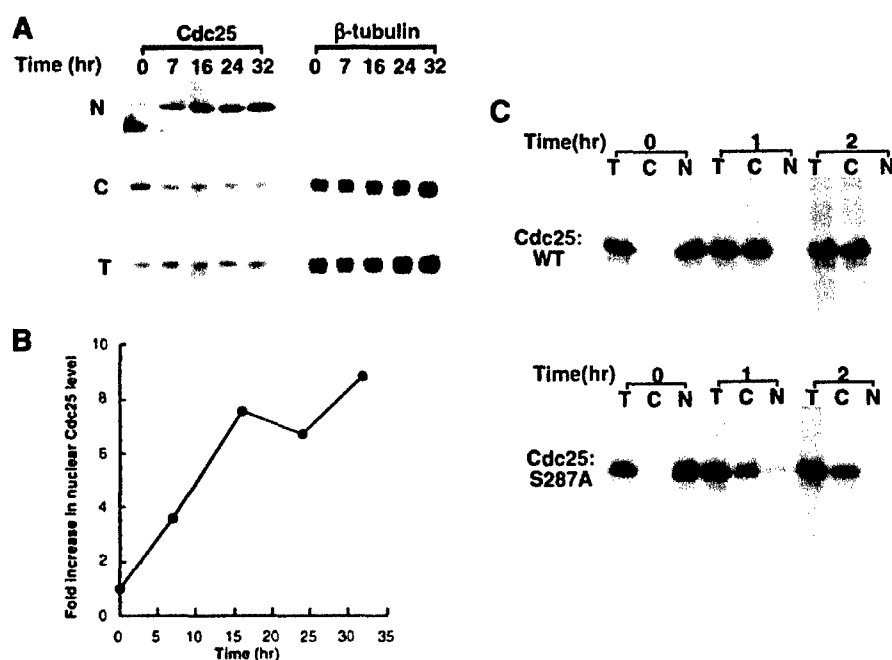 A
Cdc25
β-tubulin
Time (hr) 0 7 16 24 32 0 7 16 24 32
N
C
T
B
Fold increase in nuclear Cdc25 level
10
8
6
4
2
0
0 5 10 15 20 25 30 35
Time (hr)
C
Time(hr) 0 1 2
T C N T C N T C N
Cdc25:
WT
Time(hr) 0 1 2
T C N T C N T C N
Cdc25:
S287A